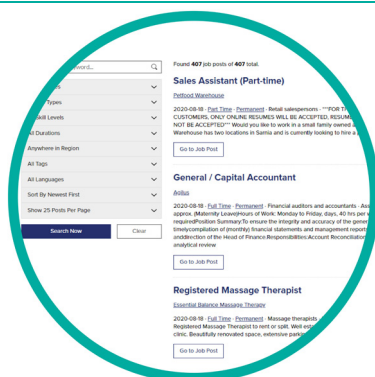 Found 407 job posts of 407 total.
Types
Skill Levels
All Durations
Anywhere in Region
All Tags
All Languages
Sort By Newest First
Show 25 Posts Per Page
Search Now
Clear
Sales Assistant (Part-time)
Petfood Warehouse
2020-08-18 - Part Time - Permanent - Retail salespersons - ***FOR
CUSTOMERS, ONLY ONLINE RESUMES WILL BE ACCEPTED,
NOT BE ACCEPTED*** Would you like to work in a small family owned
Warehouse has two locations in Sarnia and is currently looking to hire a
Go to Job Post
General / Capital Accountant
Agilus
2020-08-18 - Full Time - Permanent - Financial auditors and accountants -
approx. (Maternity Leave)Hours of Work: Monday to Friday, days, 40 hrs per
requiredPosition Summary:To ensure the integrity and accuracy of the
timelycompilation of (monthly) financial statements and management
anddirection of the Head of Finance.Responsibilities:Account
analytical review
Go to Job Post
Registered Massage Therapist
Essential Balance Massage Therapy
2020-08-18 - Full Time - Permanent - Massage therapists
Registered Massage Therapist to rent or split. Well
clinic. Beautifully renovated space, extensive
Go to Job Post